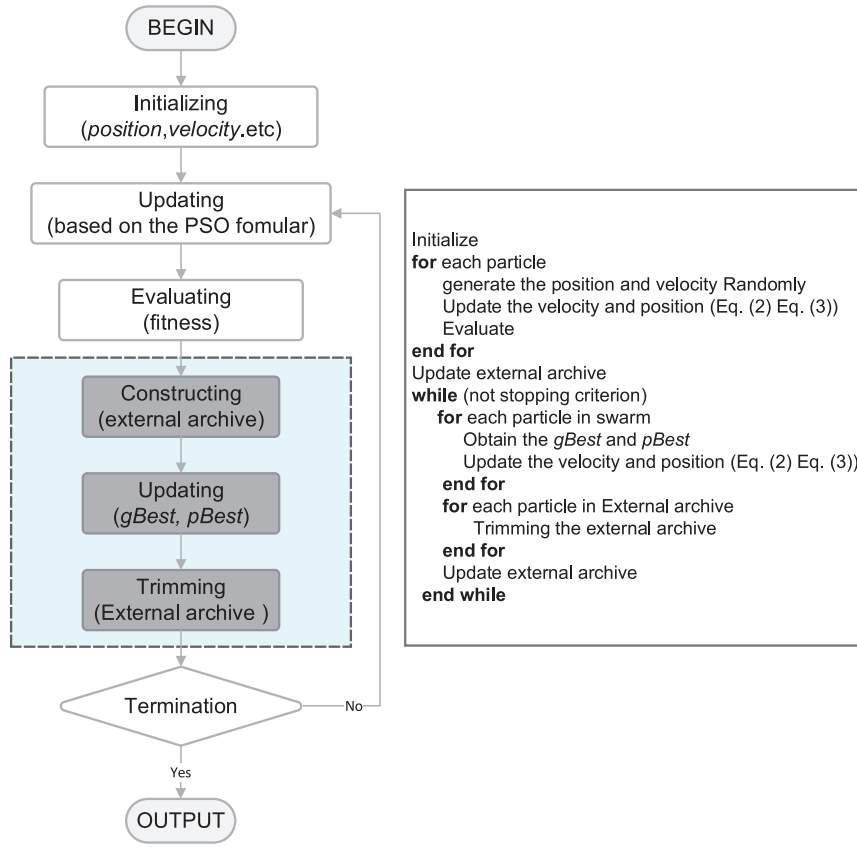 BEGIN
Initializing
(position,velocity.etc)
Updating
(based on the PSO fomular)
Evaluating
(fitness)
Constructing
(external archive)
Updating
(gBest, pBest)
Trimming
(External archive )
Termination
No
Yes
OUTPUT
Initialize
for each particle
generate the position and velocity Randomly
Update the velocity and position (Eq. (2) Eq. (3))
Evaluate
end for
Update external archive
while (not stopping criterion)
for each particle in swarm
Obtain the gBest and pBest
Update the velocity and position (Eq. (2) Eq. (3))
end for
for each particle in External archive
Trimming the external archive
end for
Update external archive
end while